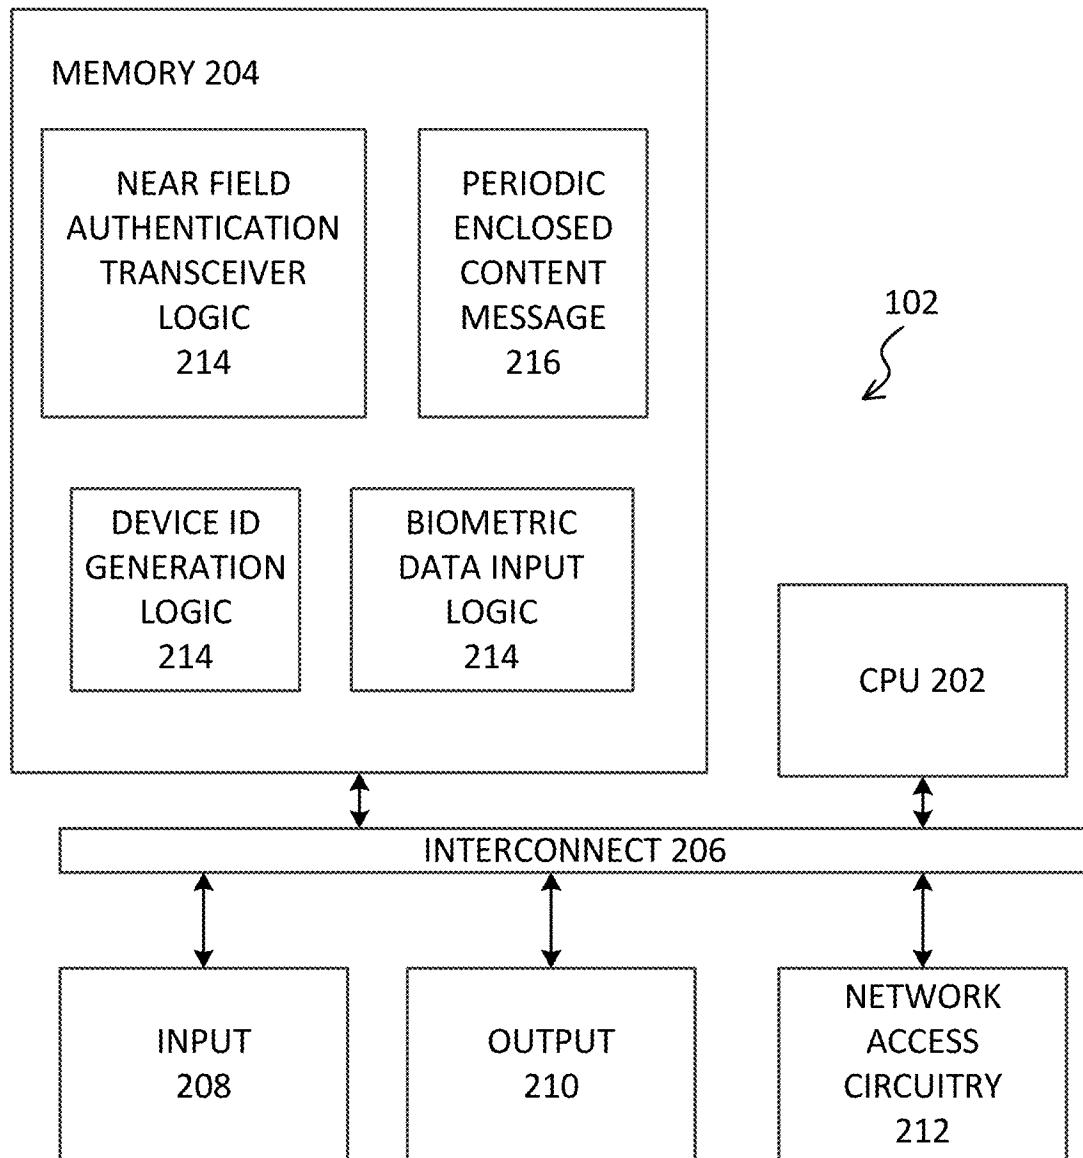 MEMORY 204
NEAR FIELD
AUTHENTICATION
TRANSCEIVER
LOGIC
214
PERIODIC
ENCLOSED
CONTENT
MESSAGE
216
102
DEVICE ID
GENERATION
LOGIC
214
BIOMETRIC
DATA INPUT
LOGIC
214
CPU 202
INTERCONNECT 206
INPUT
208
OUTPUT
210
NETWORK
ACCESS
CIRCUITRY
212